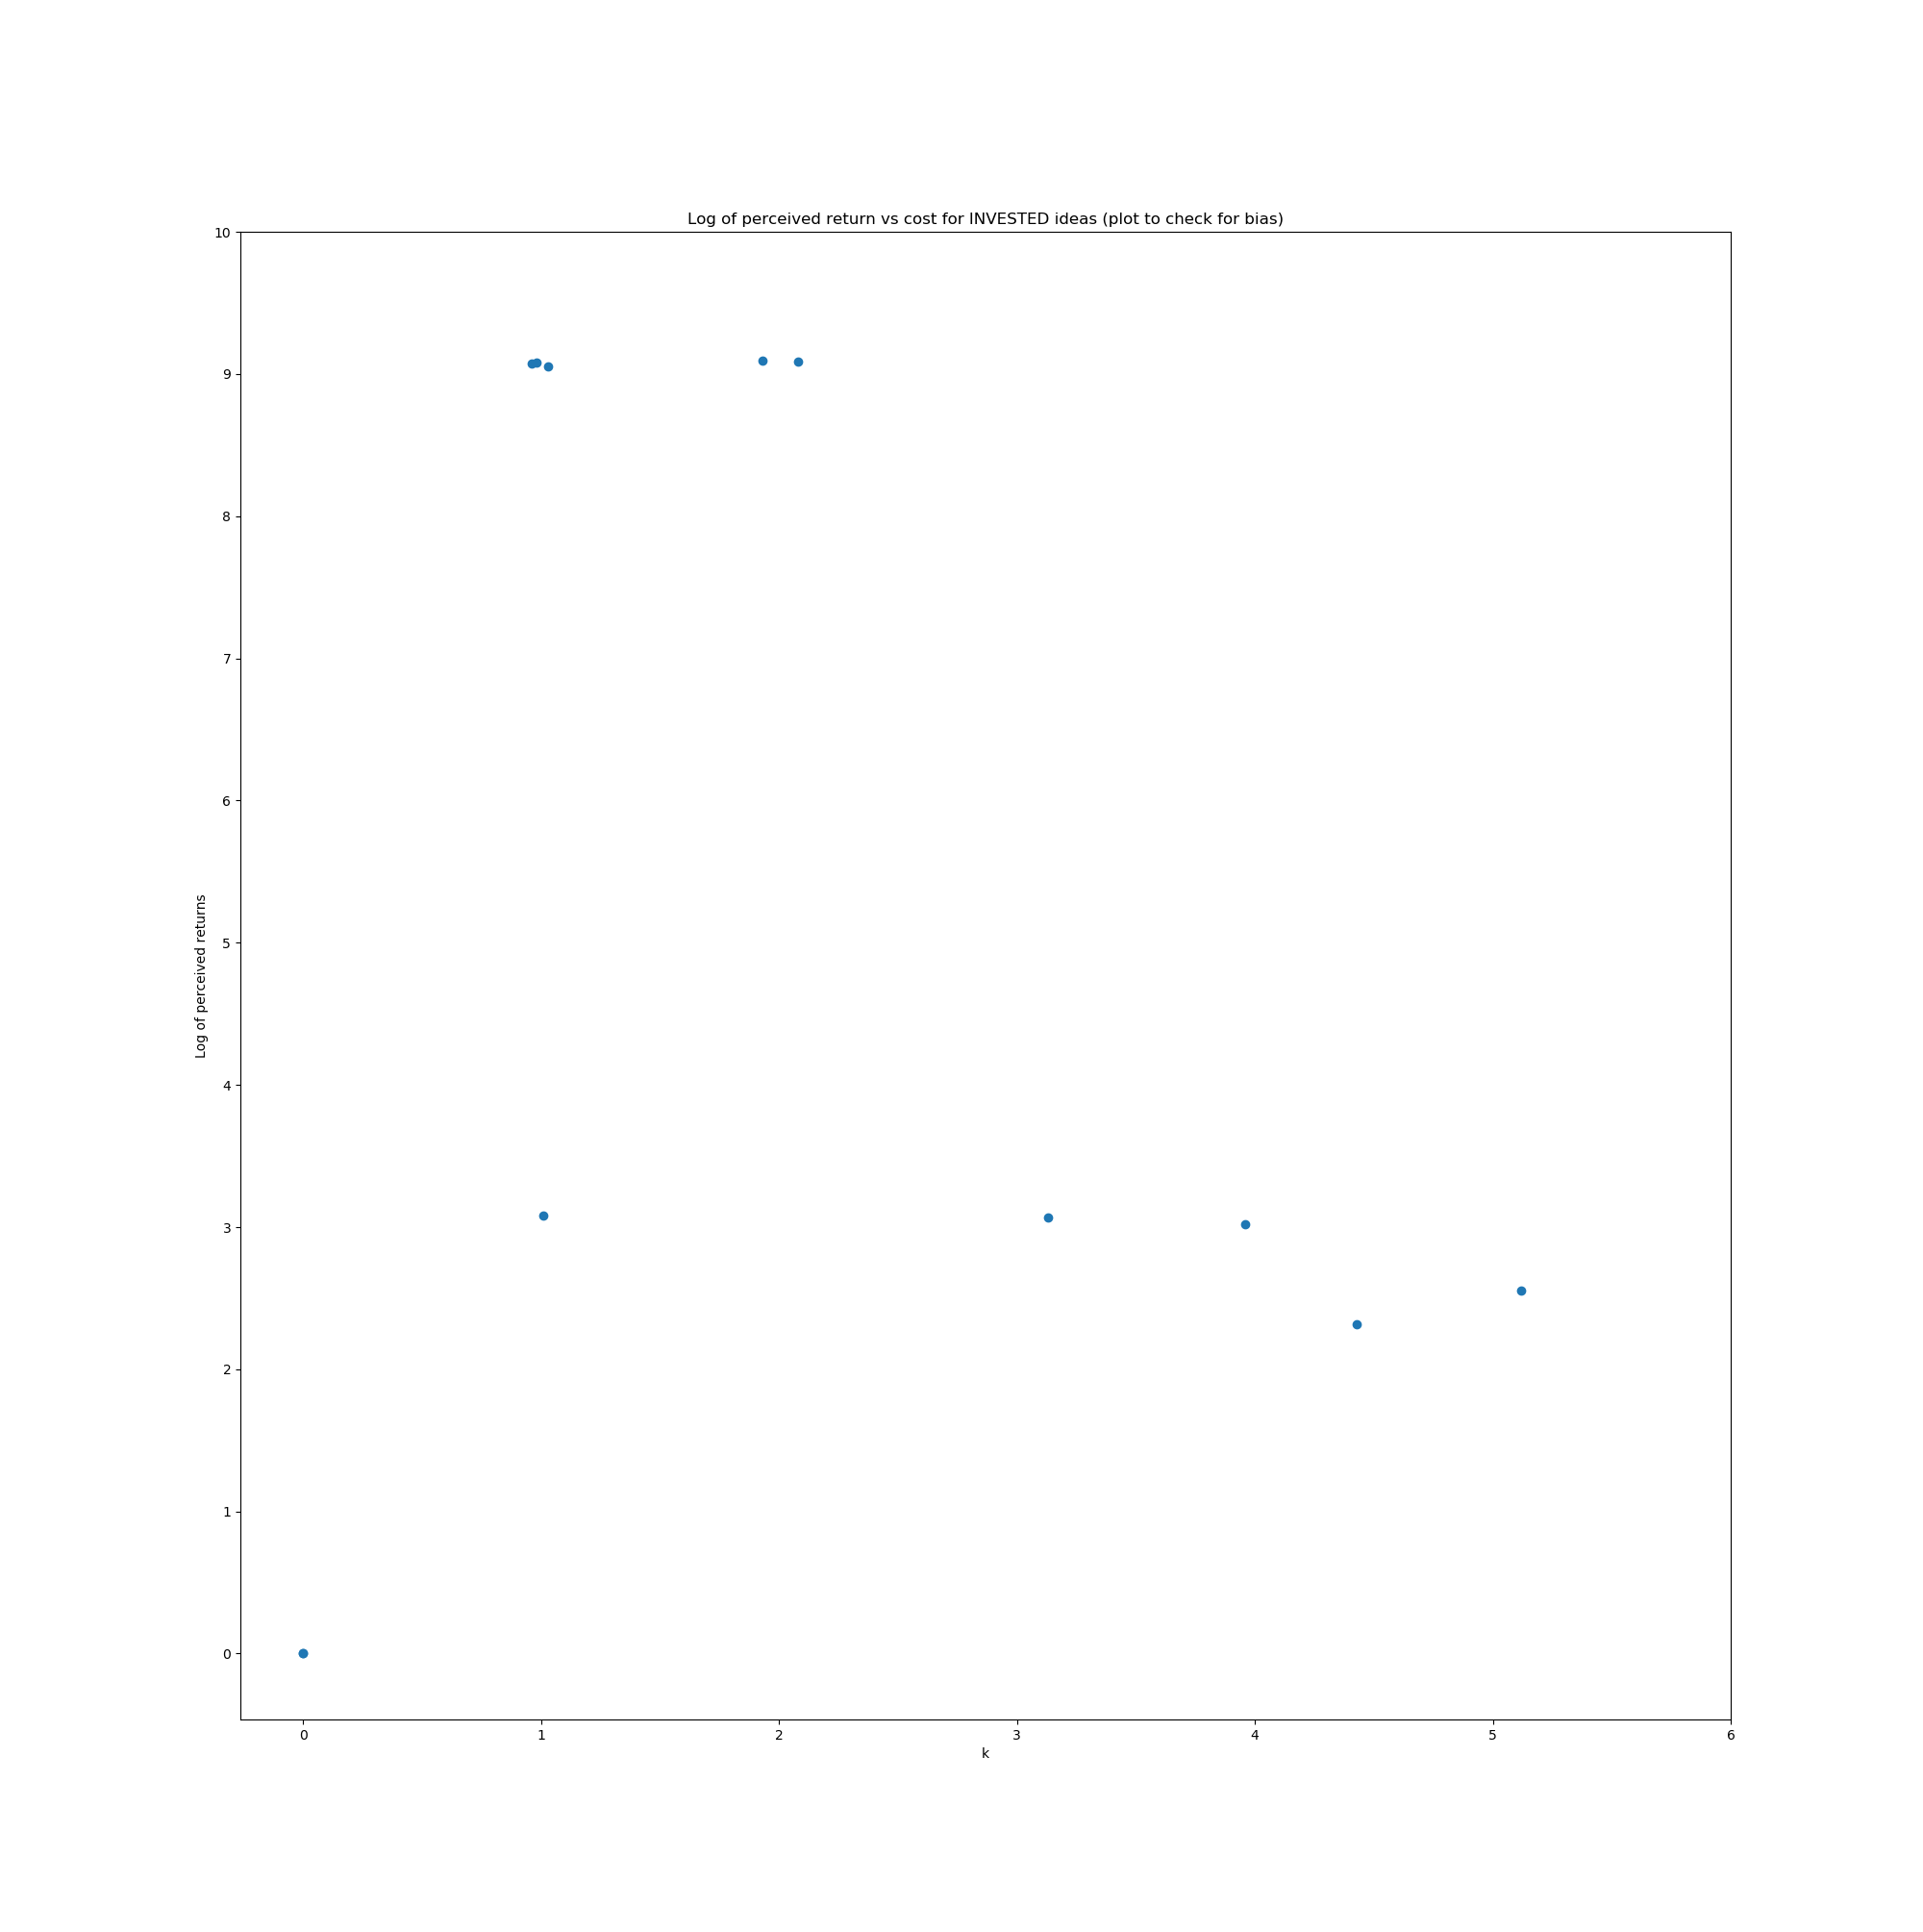 Log of perceived return vs cost for INVESTED ideas (plot to check for bias)
10
9
8
7
6
5
4
3
2
1
0
Log of perceived returns
0 1 2 3 4 5 6
k